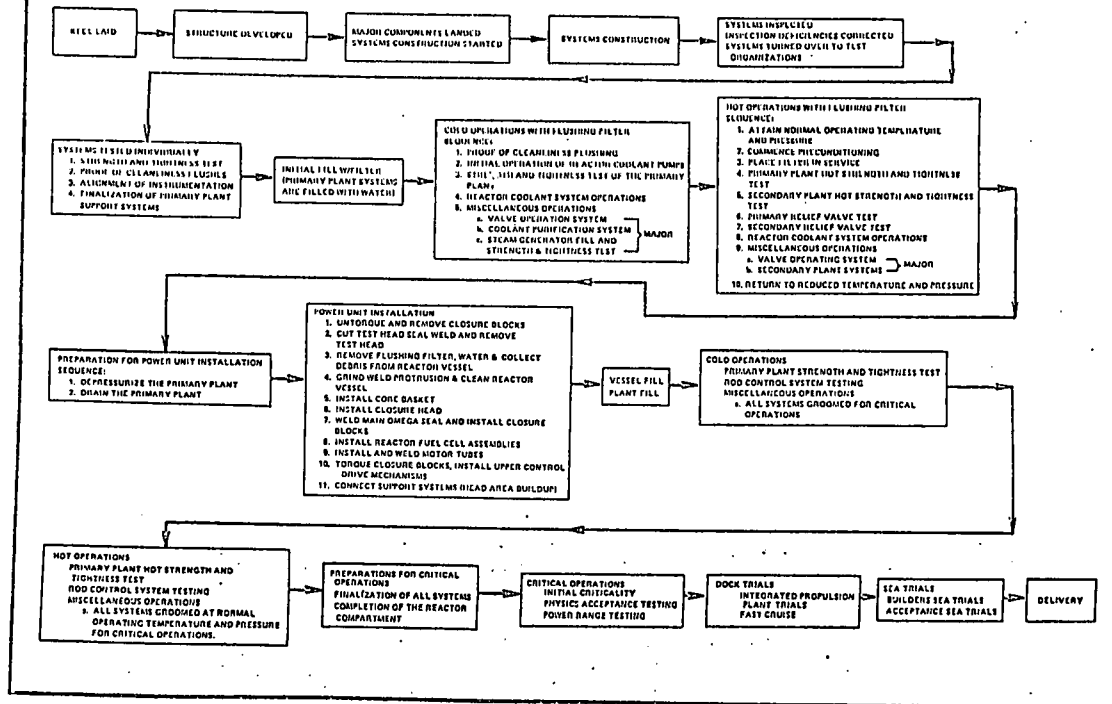 KEEL LAID
STRUCTURE DEVELOPED
MAJOR COMPONENTS LANDED
SYSTEMS CONSTRUCTION STARTED
SYSTEMS CONSTRUCTION
SYSTEMS INSPECTED
INSPECTION DEFICIENCIES CORRECTED
SYSTEMS TURNED OVER TO TEST
ORGANIZATIONS
SYSTEMS TESTED INDIVIDUALLY
1. STRENGTH AND TIGHTNESS TEST
2. PROOF OF CLEANLINESS FLUSHES
3. ALIGNMENT OF INSTRUMENTATION
4. FINALIZATION OF PRIMARY PLANT
SUPPORT SYSTEMS
INITIAL FILL W/FILTER
(PRIMARY PLANT SYSTEMS
ARE FILLED WITH WATER)
COLD OPERATIONS WITH FLUSHING FILTER
SEQUENCE:
1. PROOF OF CLEANLINESS FLUSHING
2. INITIAL OPERATION OF REACTOR COOLANT PUMPS
3. STRENGTH AND TIGHTNESS TEST OF THE PRIMARY
PLANT
4. REACTOR COOLANT SYSTEM OPERATIONS
5. MISCELLANEOUS OPERATIONS
a. VALVE OPERATION SYSTEM
b. COOLANT PURIFICATION SYSTEM
c. STEAM GENERATOR FILL AND
STRENGTH & TIGHTNESS TEST
MAJOR
HOT OPERATIONS WITH FLUSHING FILTER
SEQUENCE:
1. ATTAIN NORMAL OPERATING TEMPERATURE
AND PRESSURE
2. COMMENCE PRECONDITIONING
3. PLACE FILTER IN SERVICE
4. PRIMARY PLANT HOT STRENGTH AND TIGHTNESS
TEST
5. SECONDARY PLANT HOT STRENGTH AND TIGHTNESS
TEST
6. PRIMARY RELIEF VALVE TEST
7. SECONDARY RELIEF VALVE TEST
8. REACTOR COOLANT SYSTEM OPERATIONS
9. MISCELLANEOUS OPERATIONS
a. VALVE OPERATING SYSTEM
b. SECONDARY PLANT SYSTEMS
MAJOR
10. RETURN TO REDUCED TEMPERATURE AND PRESSURE
PREPARATION FOR POWER UNIT INSTALLATION
SEQUENCE:
1. DEPRESSURIZE THE PRIMARY PLANT
2. DRAIN THE PRIMARY PLANT
POWER UNIT INSTALLATION
1. UNTORQUE AND REMOVE CLOSURE BLOCKS
2. CUT TEST HEAD SEAL WELD AND REMOVE
TEST HEAD
3. REMOVE FLUSHING FILTER, WATER & COLLECT
DEBRIS FROM REACTOR VESSEL
4. GRIND WELD PROTRUSION & CLEAN REACTOR
VESSEL
5. INSTALL CORE BASKET
6. INSTALL CLOSURE HEAD
7. WELD MAIN OMEGA SEAL AND INSTALL CLOSURE
BLOCKS
8. INSTALL REACTOR FUEL CELL ASSEMBLIES
9. INSTALL AND WELD MOTOR TUBES
10. TORQUE CLOSURE BLOCKS, INSTALL UPPER CONTROL
DRIVE MECHANISMS
11. CONNECT SUPPORT SYSTEMS (HEAD AREA BUILDUP)
VESSEL FILL
PLANT FILL
COLD OPERATIONS
PRIMARY PLANT STRENGTH AND TIGHTNESS TEST
ROD CONTROL SYSTEM TESTING
MISCELLANEOUS OPERATIONS
a. ALL SYSTEMS GROOMED FOR CRITICAL
OPERATIONS
HOT OPERATIONS
PRIMARY PLANT HOT STRENGTH AND
TIGHTNESS TEST
ROD CONTROL SYSTEM TESTING
MISCELLANEOUS OPERATIONS
a. ALL SYSTEMS GROOMED AT NORMAL
OPERATING TEMPERATURE AND PRESSURE
FOR CRITICAL OPERATIONS.
PREPARATIONS FOR CRITICAL
OPERATIONS
FINALIZATION OF ALL SYSTEMS
COMPLETION OF THE REACTOR
COMPARTMENT
CRITICAL OPERATIONS
INITIAL CRITICALITY
PHYSICS ACCEPTANCE TESTING
POWER RANGE TESTING
DOCK TRIALS
INTEGRATED PROPULSION
PLANT TRIALS
FAST CRUISE
SEA TRIALS
BUILDERS SEA TRIALS
ACCEPTANCE SEA TRIALS
DELIVERY